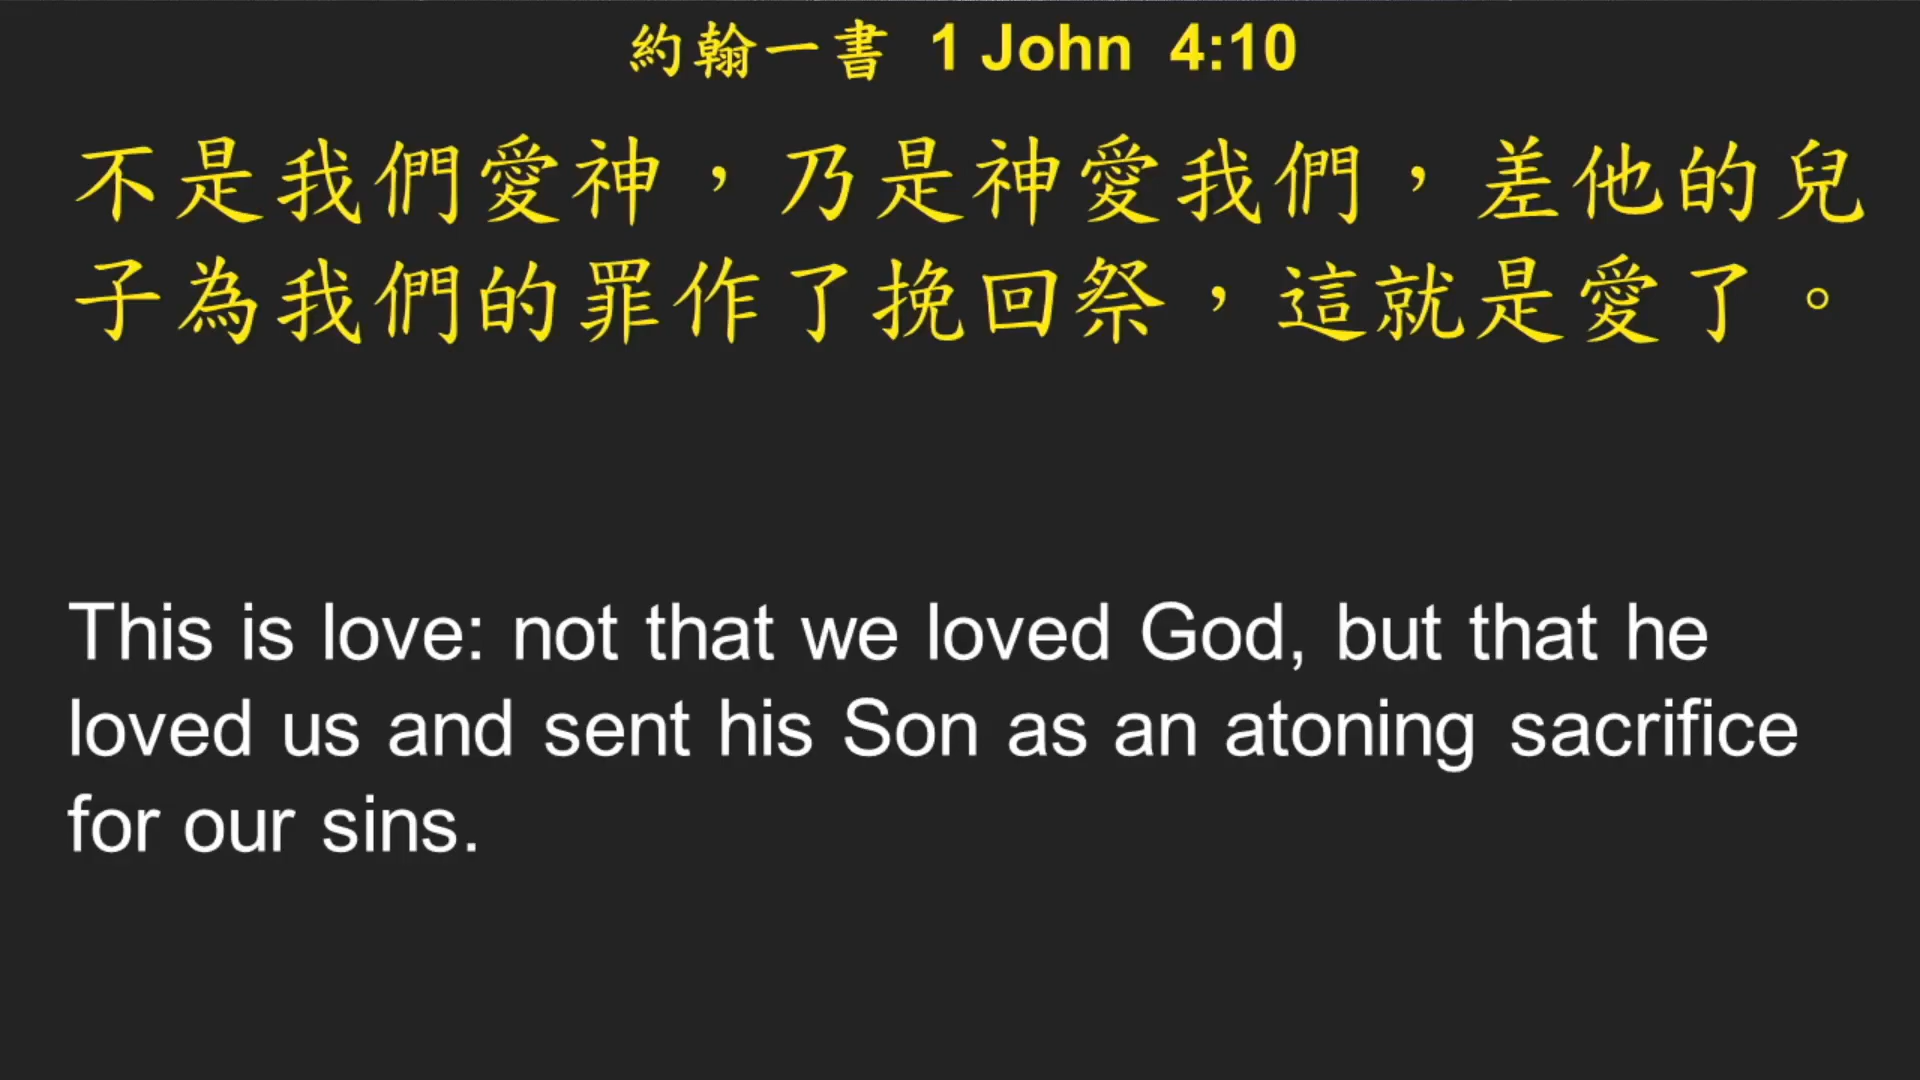 約翰一書 1 John 4:10
不是我們愛神，乃是神愛我們，差他的兒
子為我們的罪作了挽回祭，這就是愛了。
This is love: not that we loved God, but that he
loved us and sent his Son as an atoning sacrifice
for our sins.